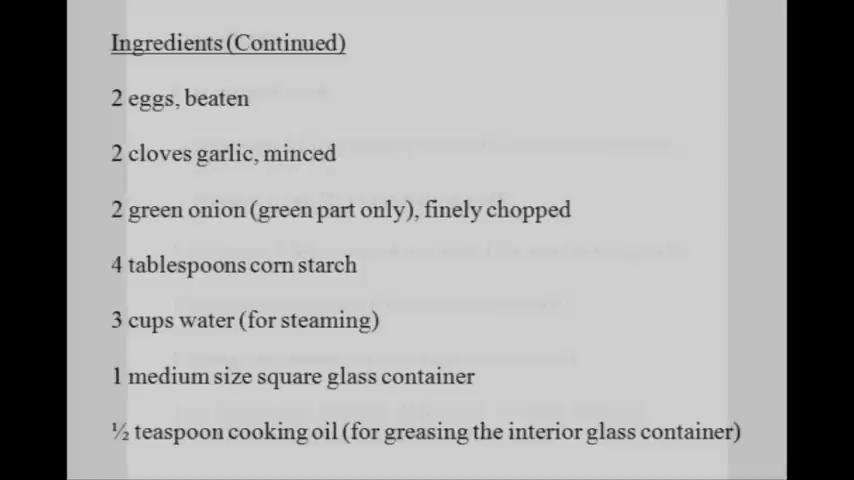 Ingredients (Continued)
2 eggs, beaten
2 cloves garlic, minced
2 green onion (green part only), finely chopped
4 tablespoons corn starch
3 cups water (for steaming)
1 medium size square glass container
½ teaspoon cooking oil (for greasing the interior glass container)